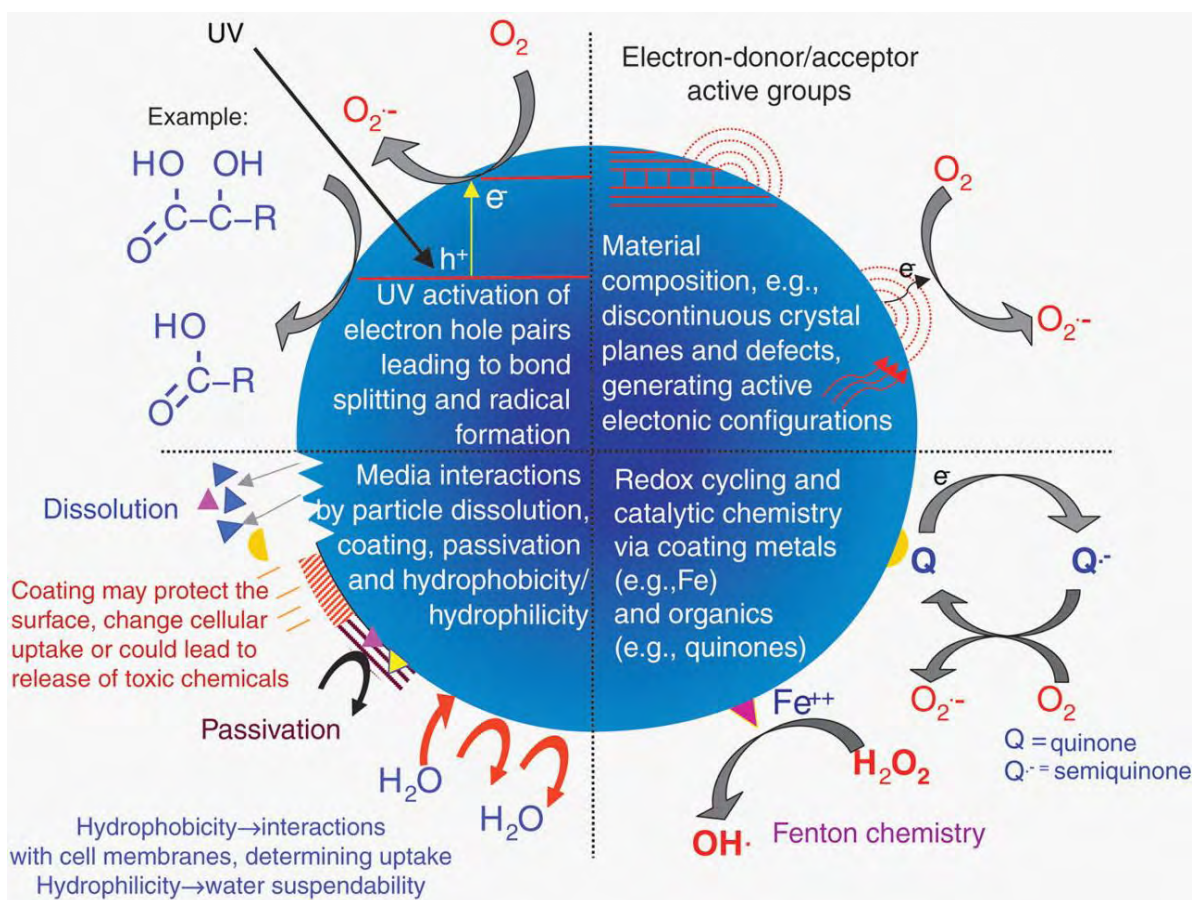 UV
O2
O2·-
Example:
HO OH
C–C–R
O
HO
C–R
O
e-
h+
UV activation of
electron hole pairs
leading to bond
splitting and radical
formation
Electron-donor/acceptor
active groups
O2
e-
O2·-
Material
composition, e.g.,
discontinuous crystal
planes and defects,
generating active
electonic configurations
Dissolution
Media interactions
by particle dissolution,
coating, passivation
and hydrophobicity/
hydrophilicity
Coating may protect the
surface, change cellular
uptake or could lead to
release of toxic chemicals
Passivation
H2O
H2O
Hydrophobicity→interactions
with cell membranes, determining uptake
Hydrophilicity→water suspendability
Redox cycling and
catalytic chemistry
via coating metals
(e.g.,Fe)
and organics
(e.g., quinones)
e-
Q Q·-
O2·- O2
Q = quinone
Q·- = semiquinone
Fe++
H2O2
OH·
Fenton chemistry